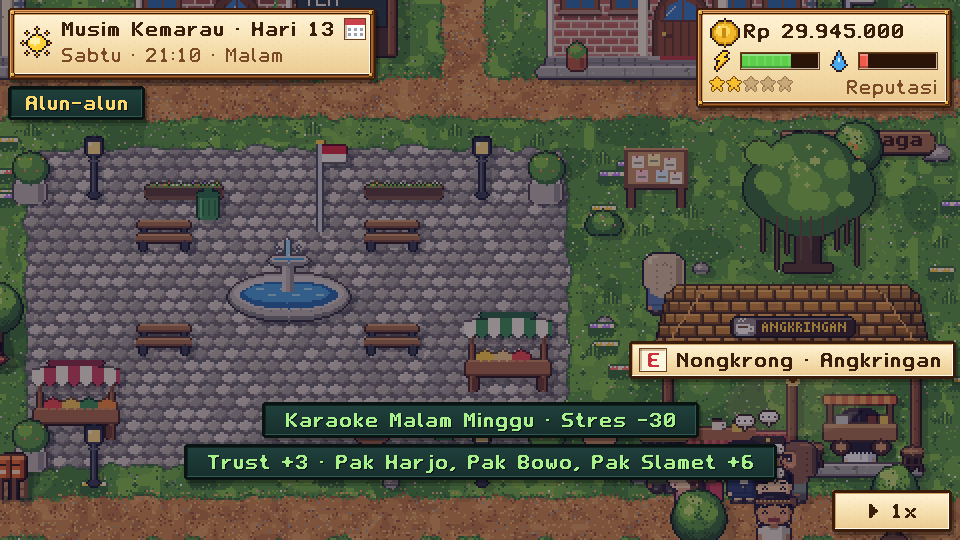 Musim Kemarau · Hari 13
Sabtu · 21:10 · Malam
Rp 29.945.000
Reputasi
Alun-alun
aga
ANGKRINGAN
E Nongkrong · Angkringan
Karaoke Malam Minggu · Stres -30
Trust +3 · Pak Harjo, Pak Bowo, Pak Slamet +6
1x